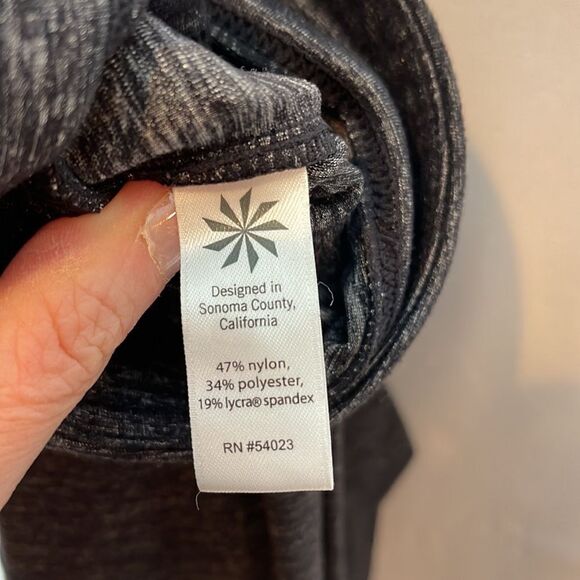 Designed in
Sonoma County,
California
47% nylon,
34% polyester,
19% lycra® spandex
RN #54023